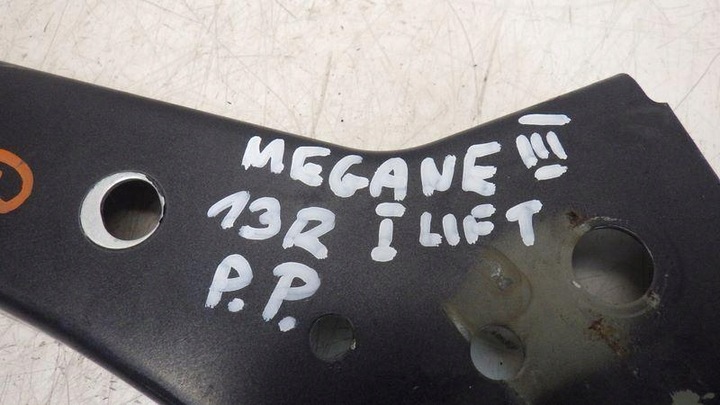 MEGANE III
13R I LIFT
P.P.